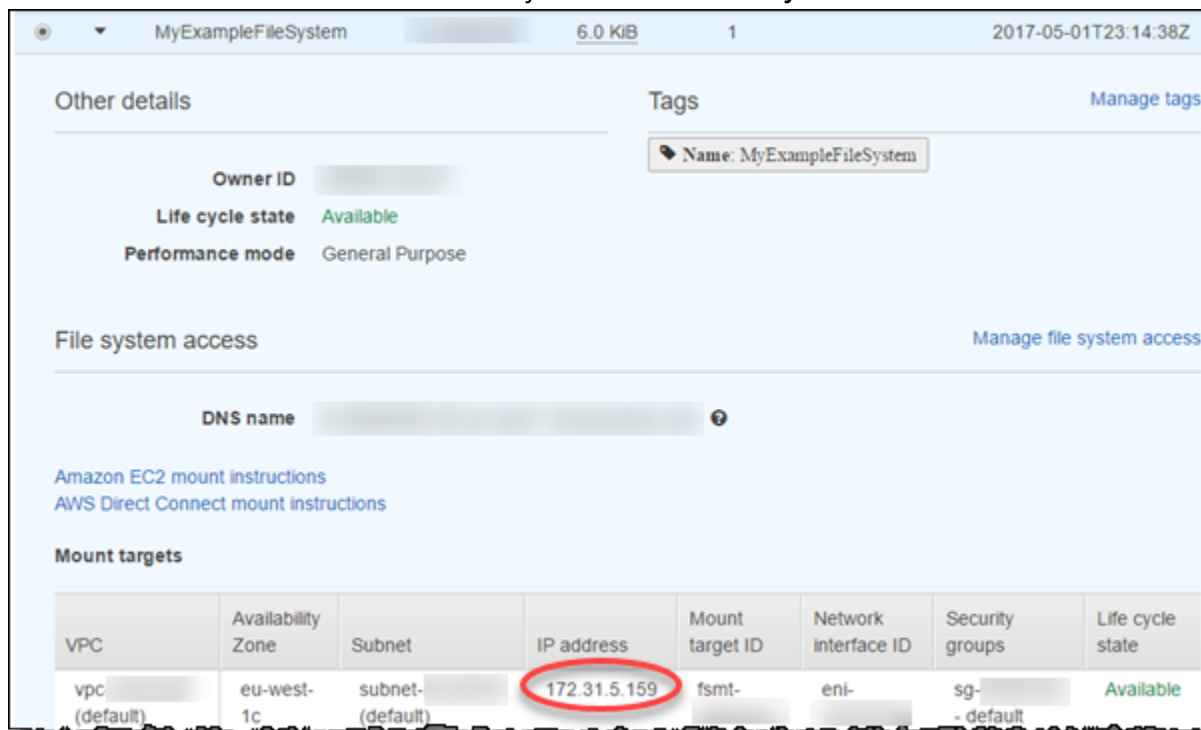 MyExampleFileSystem 6.0 KiB 1 2017-05-01T23:14:38Z
Other details
Tags
Manage tags
Name: MyExampleFileSystem
Owner ID
Life cycle state Available
Performance mode General Purpose
File system access
Manage file system access
DNS name
Amazon EC2 mount instructions
AWS Direct Connect mount instructions
Mount targets
VPC
Availability
Zone
Subnet
IP address
Mount
target ID
Network
interface ID
Security
groups
Life cycle
state
vpc-
(default)
eu-west-
1c
subnet-
(default)
172.31.5.159
fsmt-
eni-
sg-
- default
Available